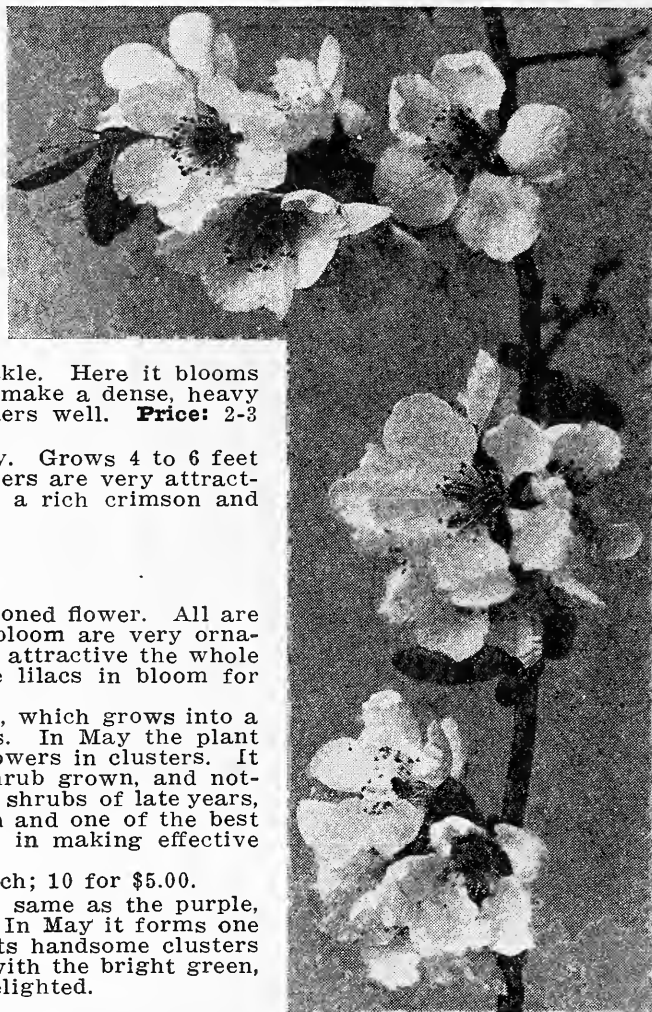 kle. Here it blooms
make a dense, heavy
ers well. Price: 2-3
y. Grows 4 to 6 feet
ers are very attract-
a rich crimson and
oned flower. All are
bloom are very orna-
attractive the whole
e lilacs in bloom for
, which grows into a
s. In May the plant
owers in clusters. It
hrub grown, and not-
shrubs of late years,
n and one of the best
in making effective
ch; 10 for $5.00.
same as the purple,
In May it forms one
ts handsome clusters
with the bright green,
elighted.